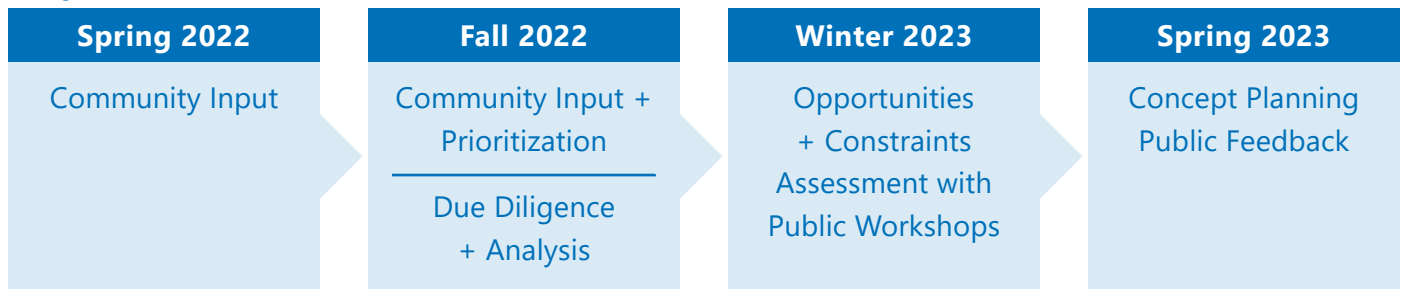 Spring 2022
Community Input
Fall 2022
Community Input +
Prioritization
Due Diligence
+ Analysis
Winter 2023
Opportunities
+ Constraints
Assessment with
Public Workshops
Spring 2023
Concept Planning
Public Feedback